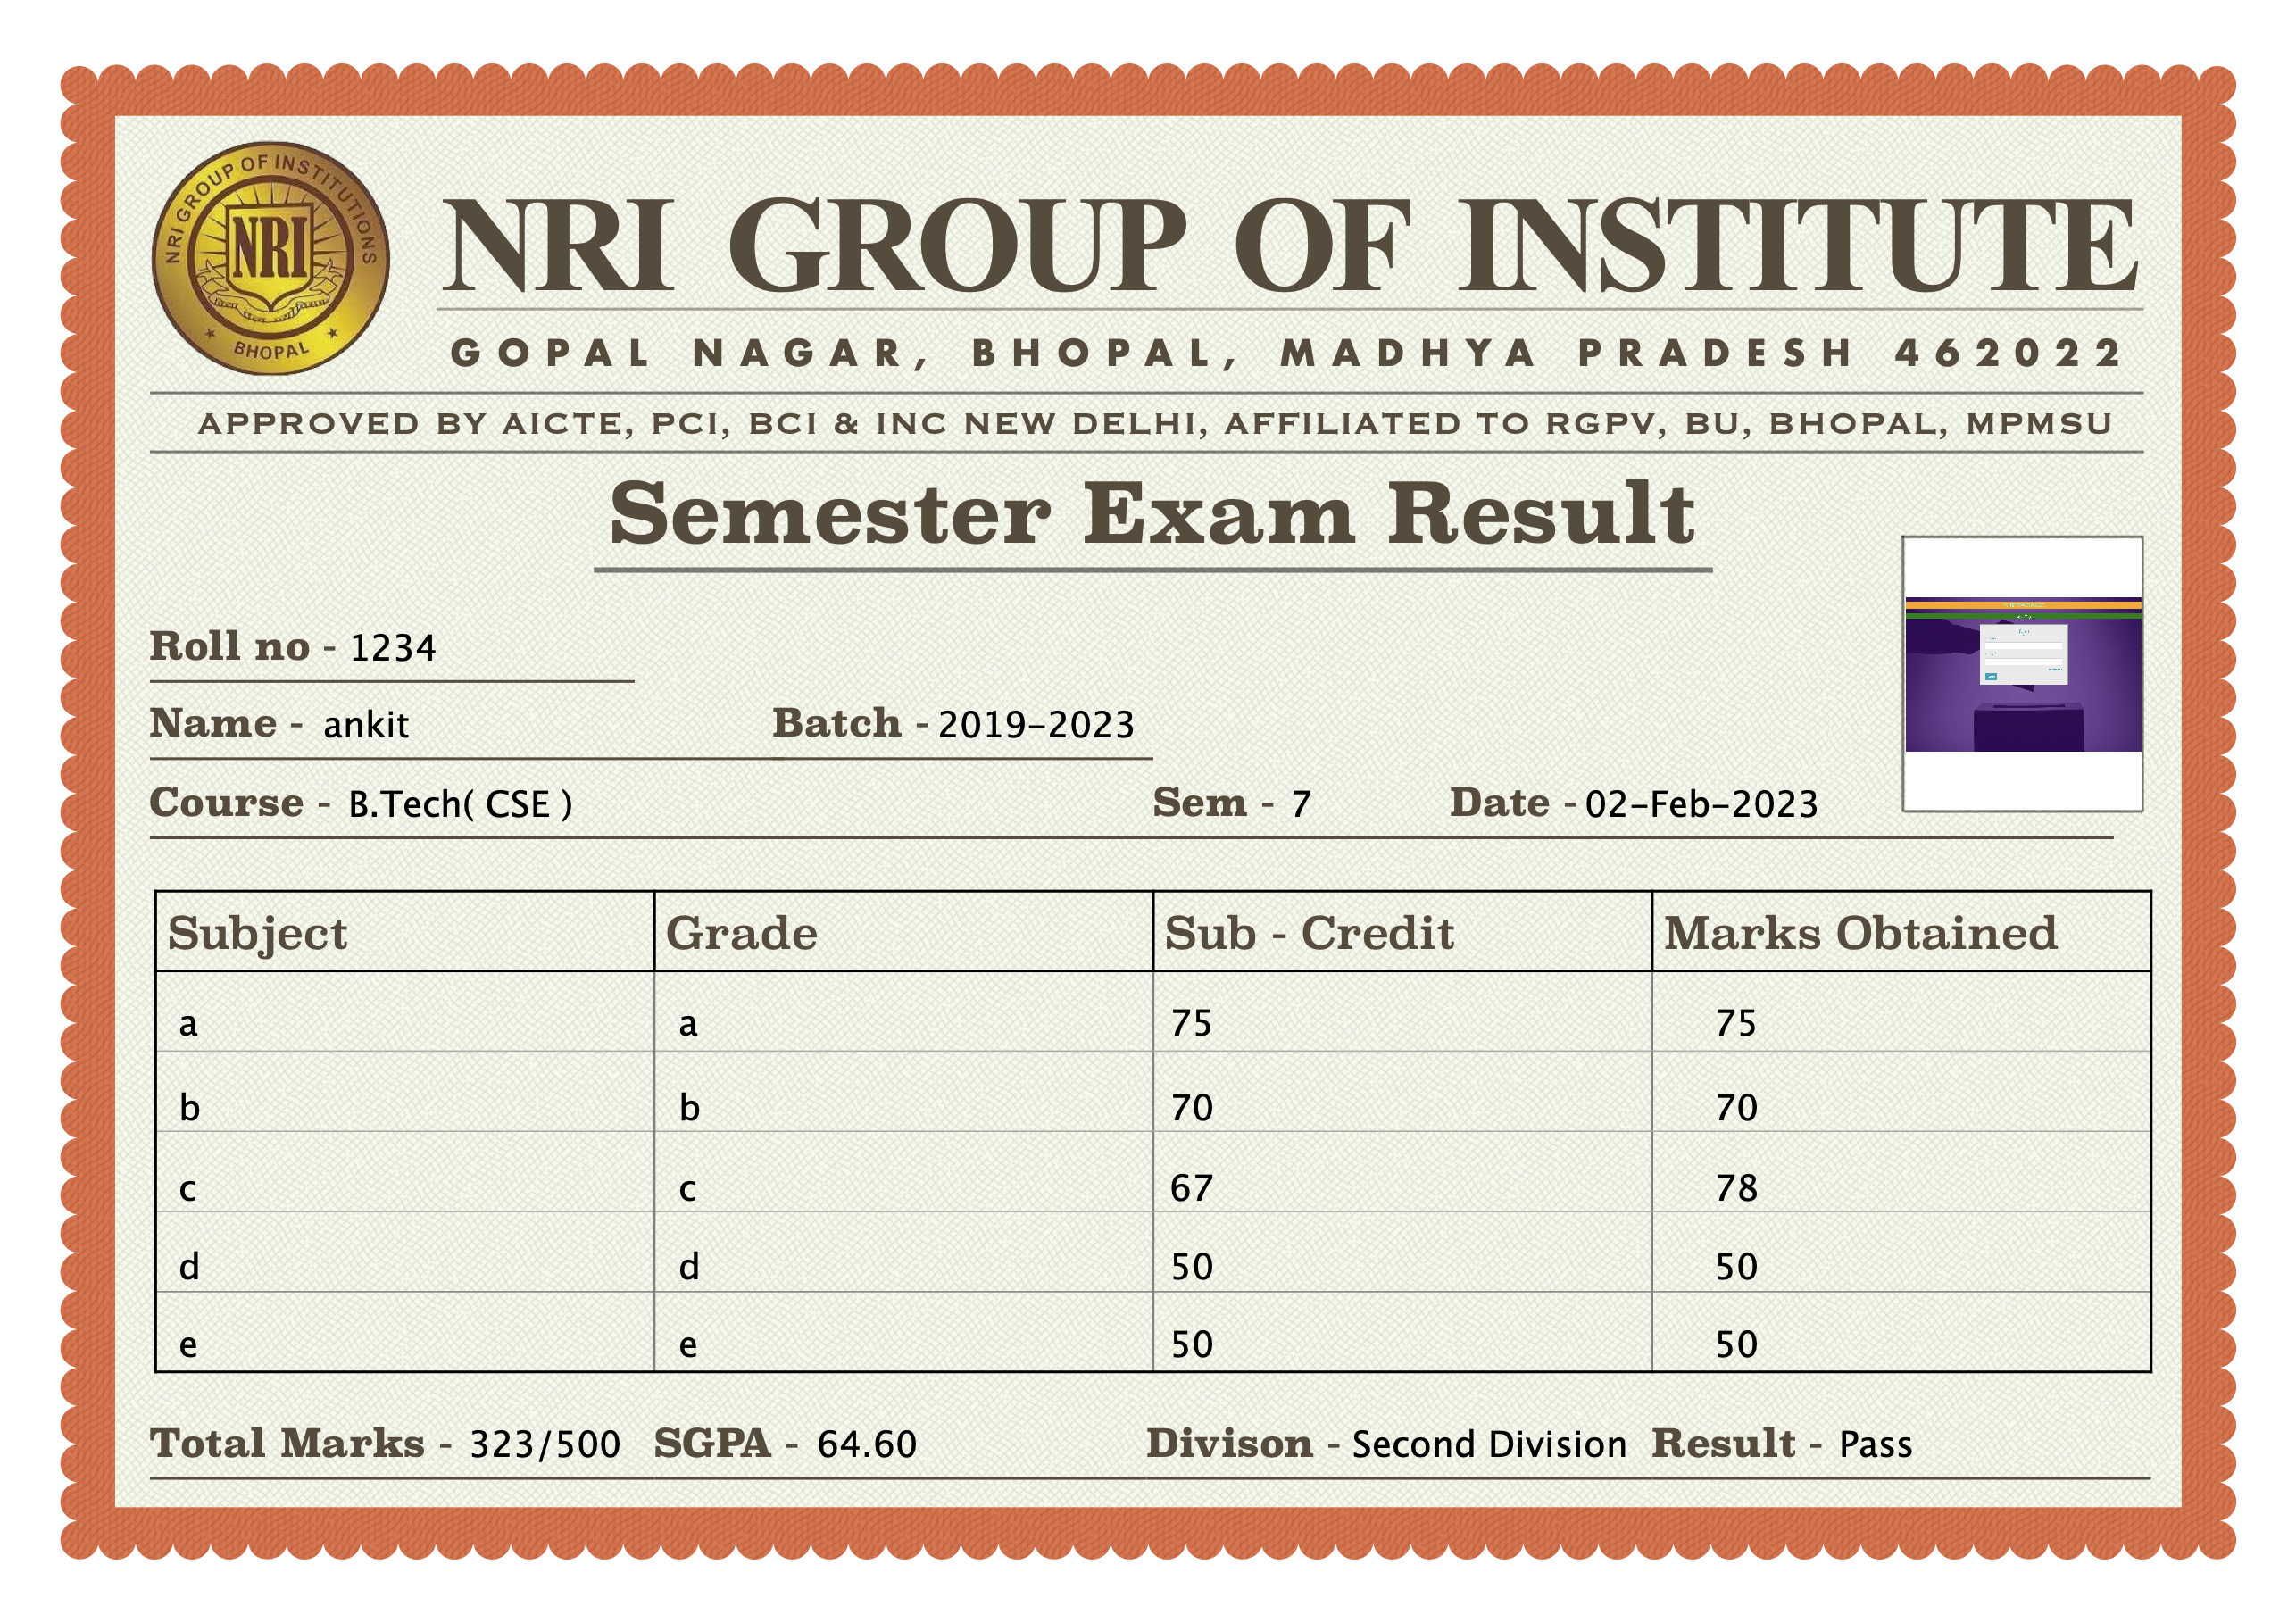 NRI GROUP OF INSTITUTIONS
NRI
BHOPAL
NRI GROUP OF INSTITUTE
GOPAL NAGAR, BHOPAL, MADHYA PRADESH 462022
APPROVED BY AICTE, PCI, BCI & INC NEW DELHI, AFFILIATED TO RGPV, BU, BHOPAL, MPMSU
Semester Exam Result
Roll no - 1234
Name - ankit Batch - 2019-2023
Course - B.Tech( CSE ) Sem - 7 Date - 02-Feb-2023
Subject Grade Sub - Credit Marks Obtained
a a 75 75
b b 70 70
c c 67 78
d d 50 50
e e 50 50
Total Marks - 323/500 SGPA - 64.60 Divison - Second Division Result - Pass